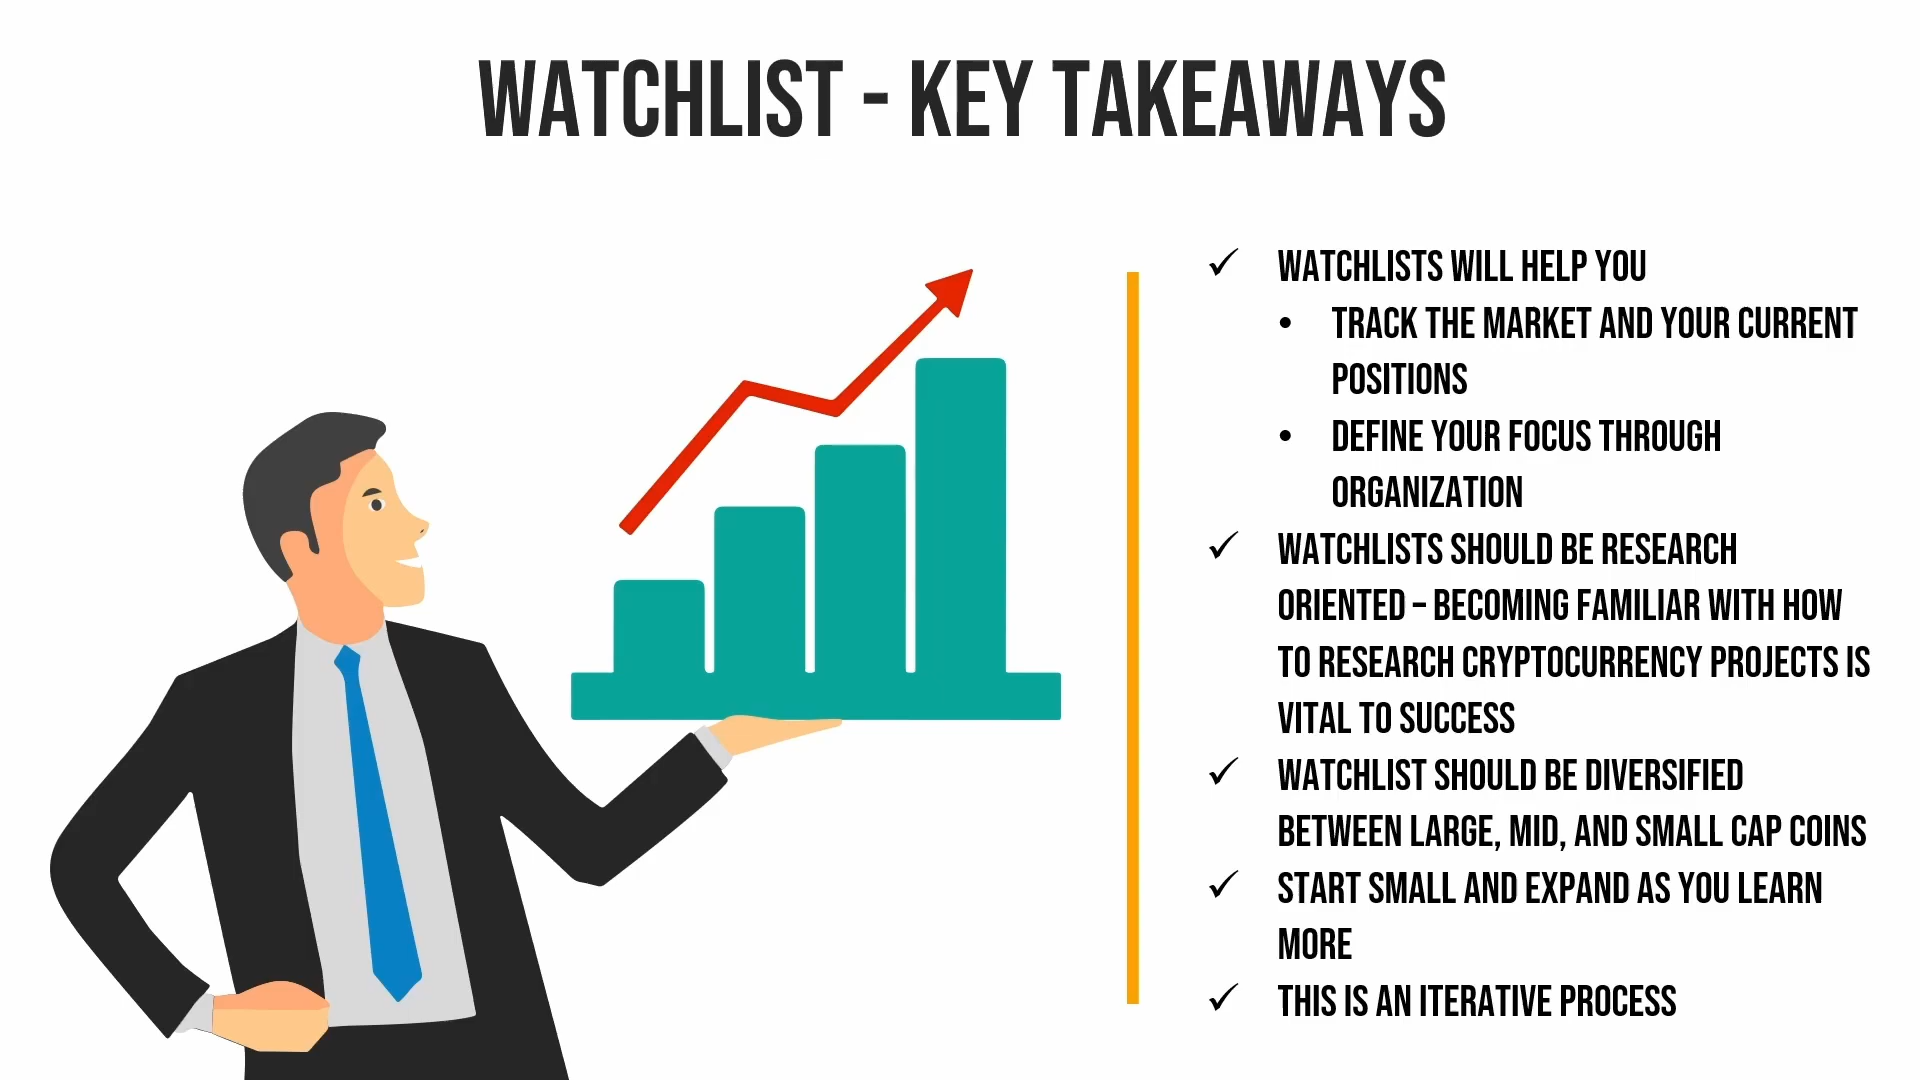 WATCHLIST - KEY TAKEAWAYS
✓ WATCHLISTS WILL HELP YOU
• TRACK THE MARKET AND YOUR CURRENT
POSITIONS
• DEFINE YOUR FOCUS THROUGH
ORGANIZATION
✓ WATCHLISTS SHOULD BE RESEARCH
ORIENTED – BECOMING FAMILIAR WITH HOW
TO RESEARCH CRYPTOCURRENCY PROJECTS IS
VITAL TO SUCCESS
✓ WATCHLIST SHOULD BE DIVERSIFIED
BETWEEN LARGE, MID, AND SMALL CAP COINS
✓ START SMALL AND EXPAND AS YOU LEARN
MORE
✓ THIS IS AN ITERATIVE PROCESS